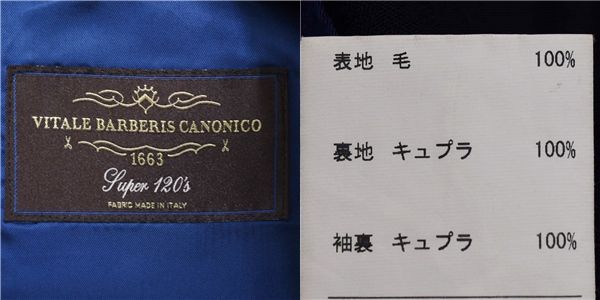 VITALE BARBERIS CANONICO
1663
Super 120's
FABRIC MADE IN ITALY
表地 毛 100%
裏地 キュプラ 100%
袖裏 キュプラ 100%